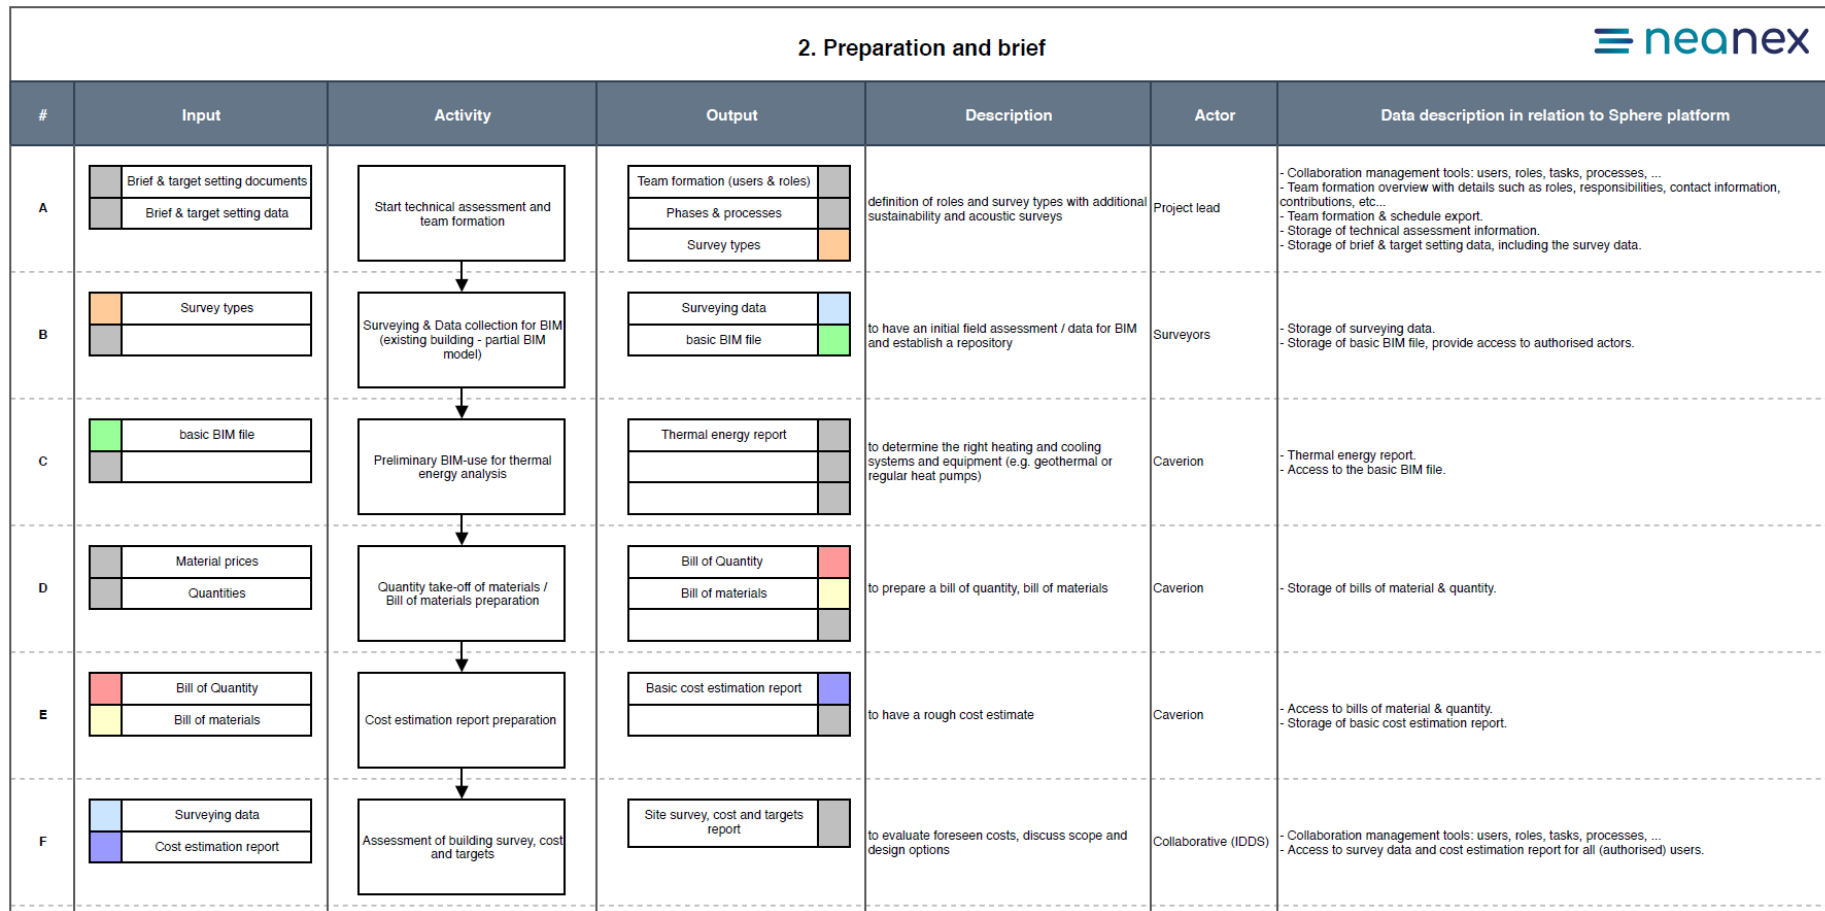 2. Preparation and brief
neanex
# Input Activity Output Description Actor Data description in relation to Sphere platform
A
Brief & target setting documents
Brief & target setting data
Start technical assessment and
team formation
Team formation (users & roles)
Phases & processes
Survey types
definition of roles and survey types with additional
sustainability and acoustic surveys
Project lead
- Collaboration management tools: users, roles, tasks, processes, ...
- Team formation overview with details such as roles, responsibilities, contact information,
contributions, etc...
- Team formation & schedule export.
- Storage of technical assessment information.
- Storage of brief & target setting data, including the survey data.
B
Survey types
Surveying & Data collection for BIM
(existing building - partial BIM
model)
Surveying data
basic BIM file
to have an initial field assessment / data for BIM
and establish a repository
Surveyors
- Storage of surveying data.
- Storage of basic BIM file, provide access to authorised actors.
C
basic BIM file
Preliminary BIM-use for thermal
energy analysis
Thermal energy report
to determine the right heating and cooling
systems and equipment (e.g. geothermal or
regular heat pumps)
Caverion
- Thermal energy report.
- Access to the basic BIM file.
D
Material prices
Quantities
Quantity take-off of materials /
Bill of materials preparation
Bill of Quantity
Bill of materials
to prepare a bill of quantity, bill of materials
Caverion
- Storage of bills of material & quantity.
E
Bill of Quantity
Bill of materials
Cost estimation report preparation
Basic cost estimation report
to have a rough cost estimate
Caverion
- Access to bills of material & quantity.
- Storage of basic cost estimation report.
F
Surveying data
Cost estimation report
Assessment of building survey, cost
and targets
Site survey, cost and targets
report
to evaluate foreseen costs, discuss scope and
design options
Collaborative (IDDS)
- Collaboration management tools: users, roles, tasks, processes, ...
- Access to survey data and cost estimation report for all (authorised) users.